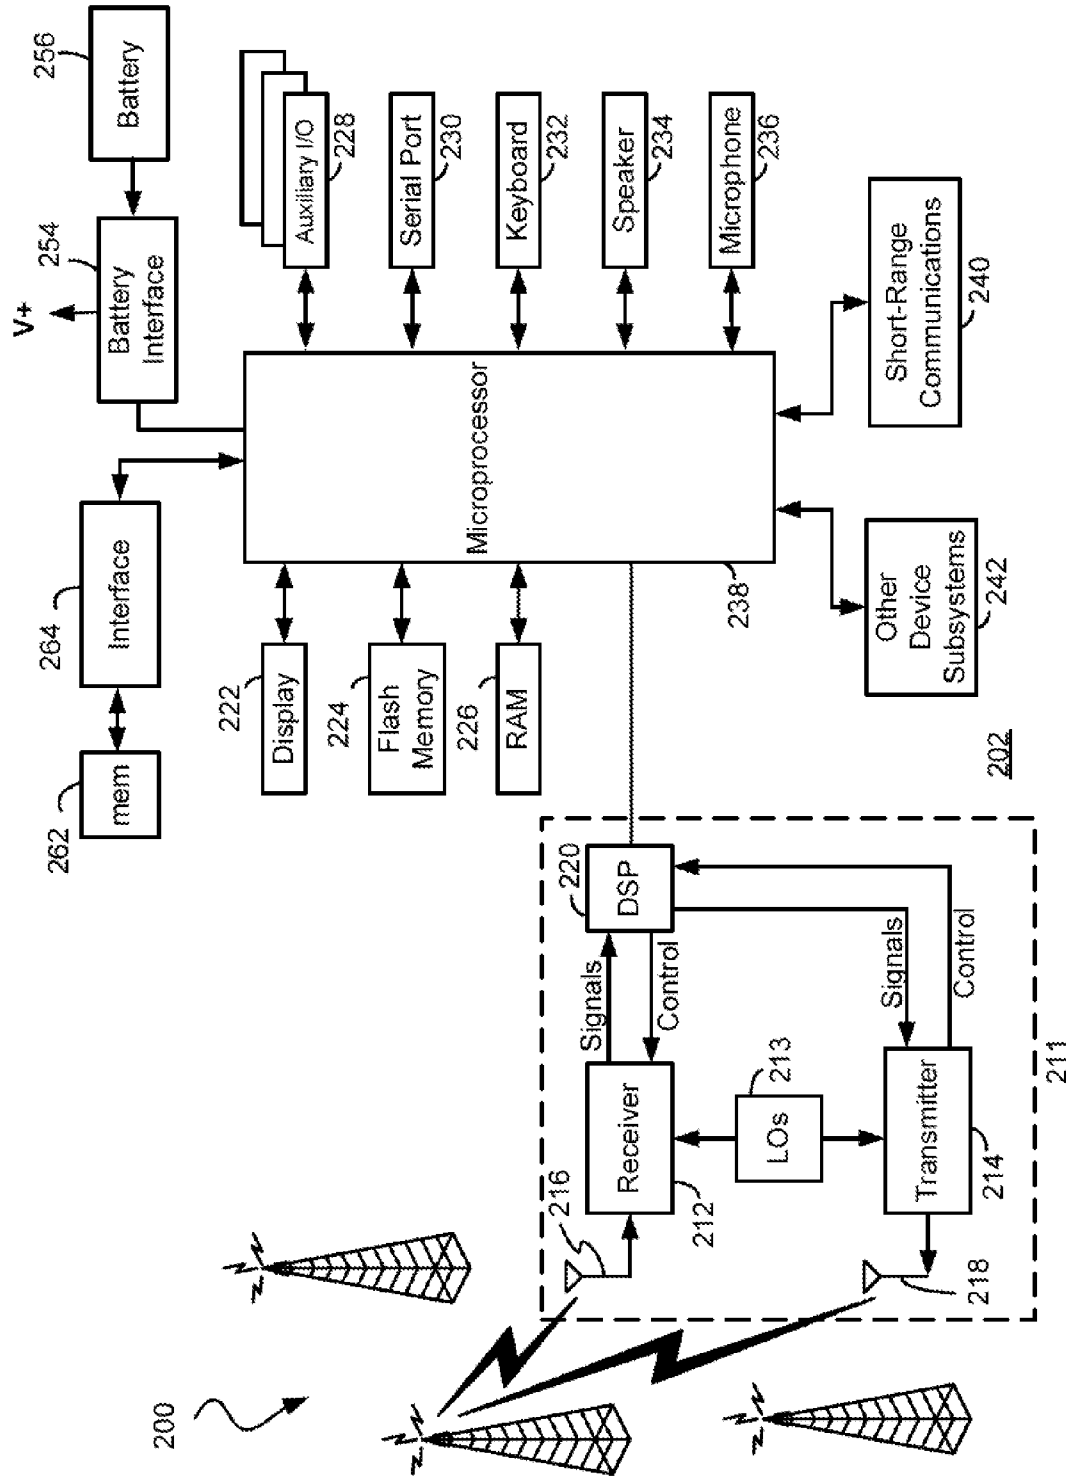 262
mem
264
Interface
V+
254
Battery
Interface
256
Battery
222
Display
224
Flash
Memory
226
RAM
Microprocessor
238
Auxiliary I/O
228
Serial Port
230
Keyboard
232
Speaker
234
Microphone
236
Other
Device
Subsystems
242
Short-Range
Communications
240
202
200
216
Receiver
212
Signals
Control
220
DSP
213
LOs
Signals
Control
Transmitter
214
218
211